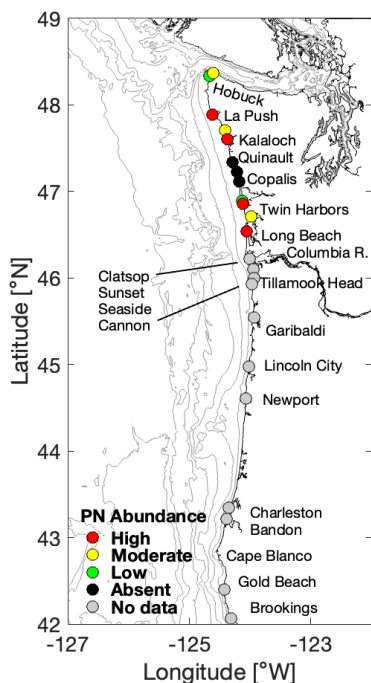 49
48
47
46
45
44
43
42
Latitude [°N]
Hobuck
La Push
Kalaloch
Quinault
Copalis
Twin Harbors
Long Beach
Columbia R.
Clatsop
Sunset
Seaside
Cannon
Tillamook Head
Garibaldi
Lincoln City
Newport
Charleston
Bandon
Cape Blanco
Gold Beach
Brookings
PN Abundance
High
Moderate
Low
Absent
No data
-127
-125
-123
Longitude [°W]